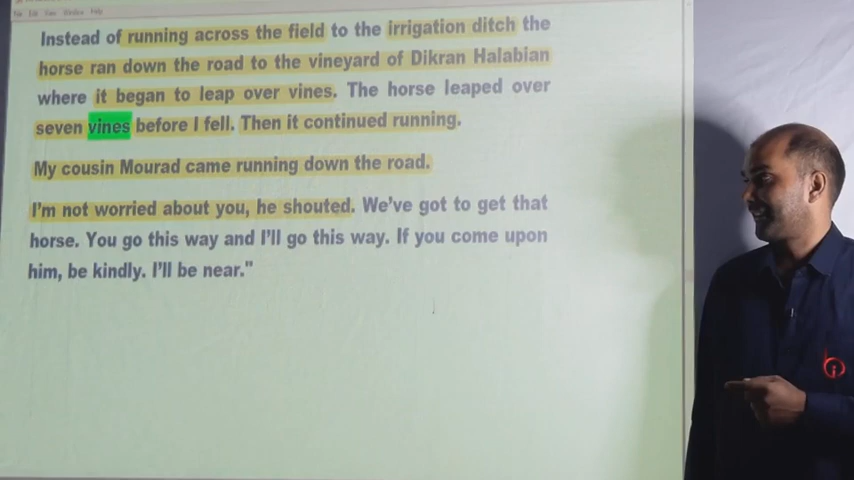 Instead of running across the field to the irrigation ditch the
horse ran down the road to the vineyard of Dikran Halabian
where it began to leap over vines. The horse leaped over
seven vines before I fell. Then it continued running.
My cousin Mourad came running down the road.
I'm not worried about you, he shouted. We've got to get that
horse. You go this way and I'll go this way. If you come upon
him, be kindly. I'll be near."